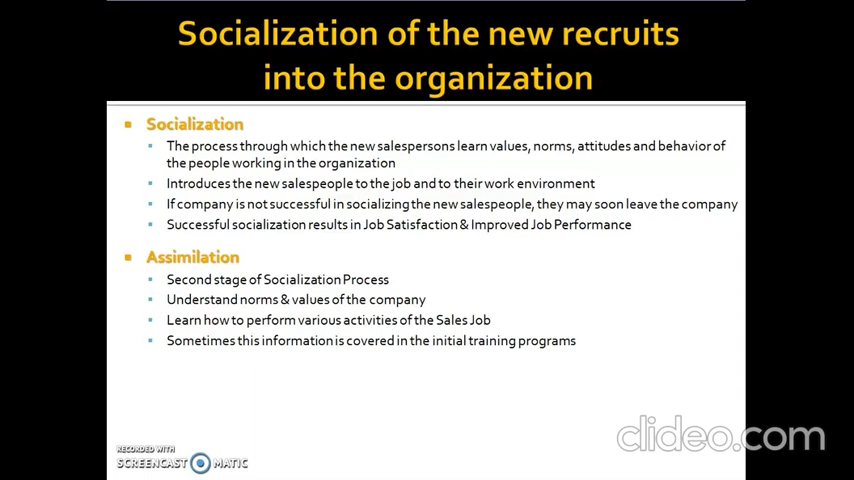 Socialization of the new recruits
into the organization
Socialization
The process through which the new salespersons learn values, norms, attitudes and behavior of
the people working in the organization
Introduces the new salespeople to the job and to their work environment
If company is not successful in socializing the new salespeople, they may soon leave the company
Successful socialization results in Job Satisfaction & Improved Job Performance
Assimilation
Second stage of Socialization Process
Understand norms & values of the company
Learn how to perform various activities of the Sales Job
Sometimes this information is covered in the initial training programs
clideo.com
RECORDED WITH
SCREENCAST MATIC